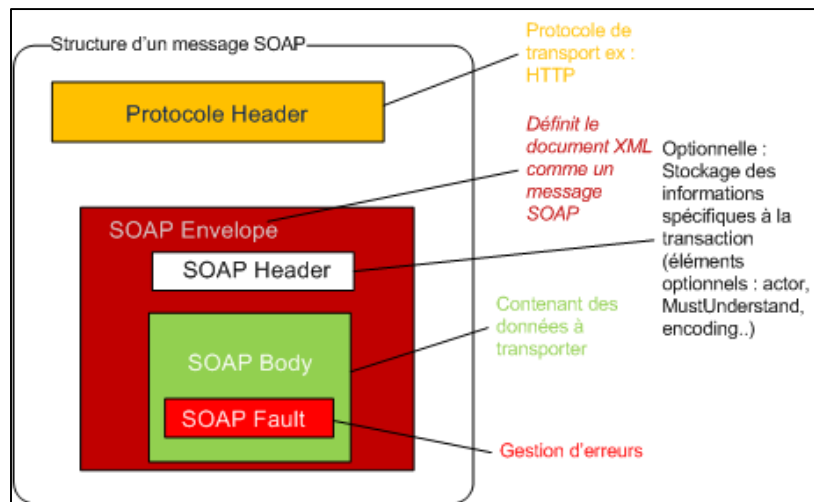 Structure d'un message SOAP
Protocole Header
SOAP Envelope
SOAP Header
SOAP Body
SOAP Fault
Protocole de
transport ex :
HTTP
Définit le
document XML
comme un
message
SOAP
Optionnelle :
Stockage des
informations
spécifiques à la
transaction
(éléments
optionnels : actor,
MustUnderstand,
encoding..)
Contenant des
données à
transporter
Gestion d'erreurs